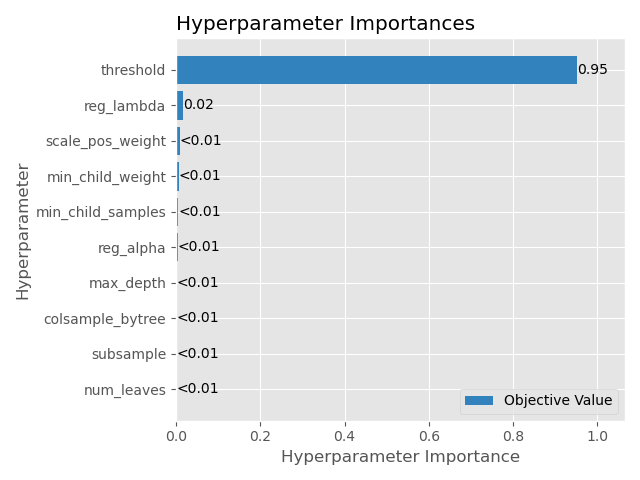 Hyperparameter Importances
Hyperparameter
threshold 0.95
reg_lambda 0.02
scale_pos_weight <0.01
min_child_weight <0.01
min_child_samples <0.01
reg_alpha <0.01
max_depth <0.01
colsample_bytree <0.01
subsample <0.01
num_leaves <0.01
Objective Value
0.0 0.2 0.4 0.6 0.8 1.0
Hyperparameter Importance